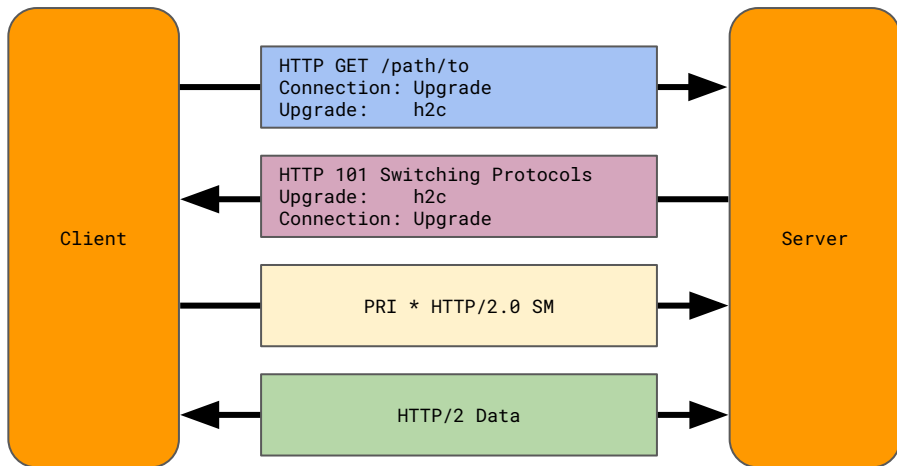 HTTP GET /path/to
Connection: Upgrade
Upgrade:    h2c
HTTP 101 Switching Protocols
Upgrade:    h2c
Connection: Upgrade
Client
Server
PRI * HTTP/2.0 SM
HTTP/2 Data